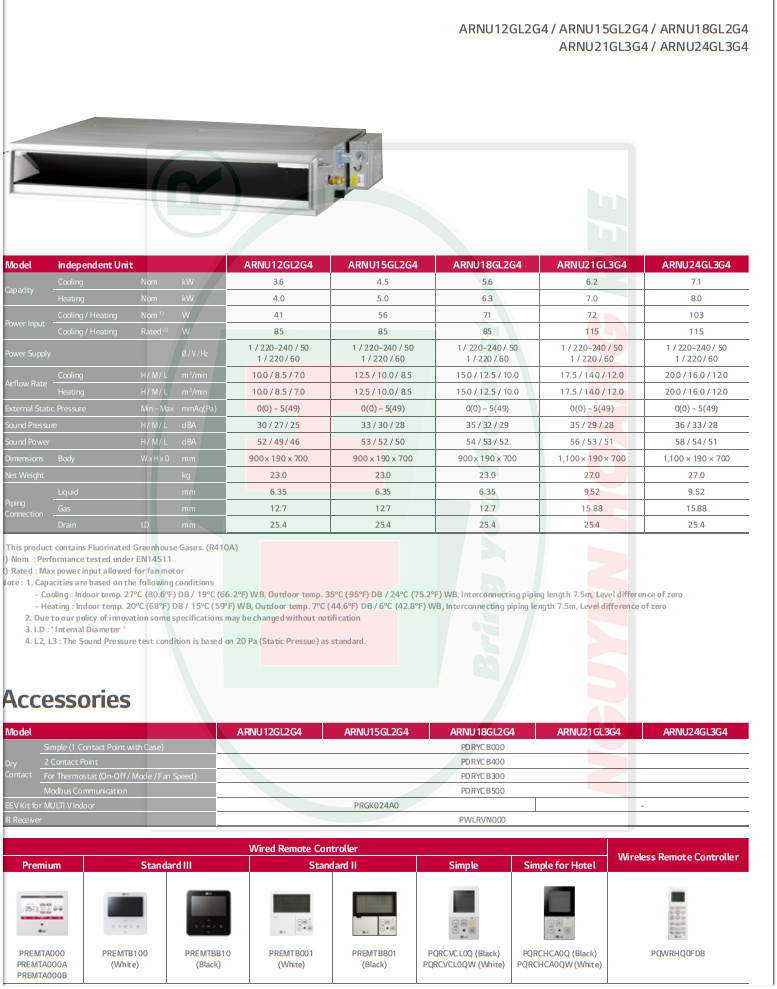 ARNU12GL2G4 / ARNU15GL2G4 / ARNU18GL2G4
ARNU21GL3G4 / ARNU24GL3G4
®
Bring you
NGUYEN HOANG KEE
Model Independent Unit ARNU12GL2G4 ARNU15GL2G4 ARNU18GL2G4 ARNU21GL3G4 ARNU24GL3G4
Capacity Cooling Nom kW 3.6 4.5 5.6 6.2 7.1
Heating Nom kW 4.0 5.0 6.3 7.0 8.0
Power Input Cooling / Heating Nom 1) W 41 56 71 72 103
Cooling / Heating Rated 2) W 85 85 85 115 115
Power Supply Ø / V / Hz 1 / 220~240 / 50 1 / 220~240 / 50 1 / 220~240 / 50 1 / 220~240 / 50 1 / 220~240 / 50
1 / 220 / 60 1 / 220 / 60 1 / 220 / 60 1 / 220 / 60 1 / 220 / 60
Airflow Rate Cooling H / M / L m³/min 10.0 / 8.5 / 7.0 12.5 / 10.0 / 8.5 15.0 / 12.5 / 10.0 17.5 / 14.0 / 12.0 20.0 / 16.0 / 12.0
Heating H / M / L m³/min 10.0 / 8.5 / 7.0 12.5 / 10.0 / 8.5 15.0 / 12.5 / 10.0 17.5 / 14.0 / 12.0 20.0 / 16.0 / 12.0
External Static Pressure Min ~ Max mmAq(Pa) 0(0) ~ 5(49) 0(0) ~ 5(49) 0(0) ~ 5(49) 0(0) ~ 5(49) 0(0) ~ 5(49)
Sound Pressure H / M / L dBA 30 / 27 / 25 33 / 30 / 28 35 / 32 / 29 35 / 29 / 28 36 / 33 / 28
Sound Power H / M / L dBA 52 / 49 / 46 53 / 52 / 50 54 / 53 / 52 56 / 53 / 51 58 / 54 / 51
Dimensions Body W x H x D mm 900 x 190 x 700 900 x 190 x 700 900 x 190 x 700 1,100 × 190 × 700 1,100 × 190 × 700
Net Weight kg 23.0 23.0 23.0 27.0 27.0
Piping Connection Liquid mm 6.35 6.35 6.35 9.52 9.52
Gas mm 12.7 12.7 12.7 15.88 15.88
Drain I.D mm 25.4 25.4 25.4 25.4 25.4
This product contains Fluorinated Greenhouse Gases. (R410A)
1) Nom. : Performance tested under EN14511
2) Rated : Max power input allowed for fan motor
Note : 1. Capacities are based on the following conditions
- Cooling : Indoor temp. 27°C (80.6°F) DB / 19°C (66.2°F) WB, Outdoor temp. 35°C (95°F) DB / 24°C (75.2°F) WB, Interconnecting piping length 7.5m, Level difference of zero
- Heating : Indoor temp. 20°C (68°F) DB / 15°C (59°F) WB, Outdoor temp. 7°C (44.6°F) DB / 6°C (42.8°F) WB, Interconnecting piping length 7.5m, Level difference of zero
2. Due to our policy of innovation some specifications may be changed without notification
3. I.D : ' Internal Diameter '
4. L2, L3 : The Sound Pressure test condition is based on 20 Pa (Static Pressue) as standard.
Accessories
Model ARNU12GL2G4 ARNU15GL2G4 ARNU18GL2G4 ARNU21GL3G4 ARNU24GL3G4
Dry Contact Simple (1 Contact Point with Case) PDRYCB000
2 Contact Point PDRYCB400
For Thermostat (On-Off / Mode / Fan Speed) PDRYCB300
Modbus Communication PDRYCB500
EEV Kit for MULTI V Indoor PRGK024A0 -
IR Receiver PWLRVN000
Wired Remote Controller Wireless Remote Controller
Premium Standard III Standard II Simple Simple for Hotel
PREMTA000 PREMTB100 PREMTBB10 PREMTB001 PREMTBB01 PQRCVCL0Q (Black) PQRCHCA0Q (Black) PQWRHQ0FDB
PREMTA000A (White) (Black) (White) (Black) PQRCVCL0QW (White) PQRCHCA0QW (White)
PREMTA000B